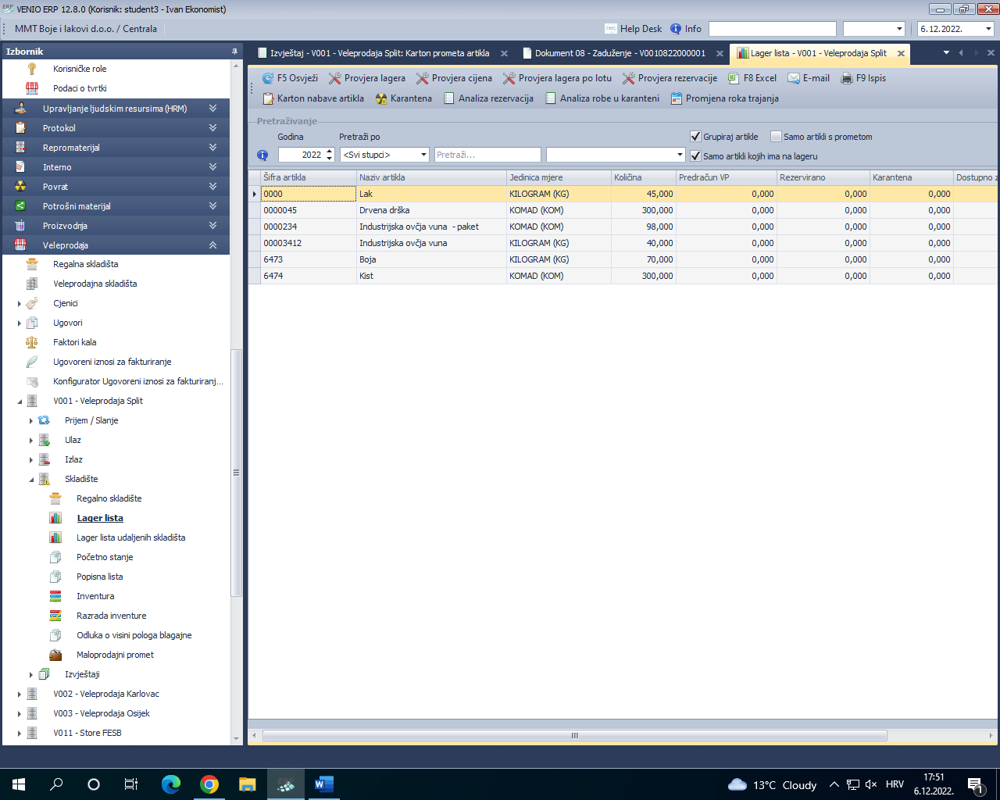 VENIO ERP 12.8.0 (Korisnik: student3 - Ivan Ekonomist)
MMT Boje i lakovi d.o.o. / Centrala
Help Desk Info 6.12.2022.
Izbornik
Korisničke role
Podaci o tvrtki
Upravljanje ljudskim resursima (HRM)
Protokol
Repromaterijal
Interno
Povrat
Potrošni materijal
Proizvodnja
Veleprodaja
Regalna skladišta
Veleprodajna skladišta
Cjenici
Ugovori
Faktori kala
Ugovoreni iznosi za fakturiranje
Konfigurator Ugovoreni iznosi za fakturiranj...
V001 - Veleprodaja Split
Prijem / Slanje
Ulaz
Izlaz
Skladište
Regalno skladište
Lager lista
Lager lista udaljenih skladišta
Početno stanje
Popisna lista
Inventura
Razrada inventure
Odluka o visini pologa blagajne
Maloprodajni promet
Izvještaji
V002 - Veleprodaja Karlovac
V003 - Veleprodaja Osijek
V011 - Store FESB
Izvještaj - V001 - Veleprodaja Split: Karton prometa artikla Dokument 08 - Zaduženje - V0010822000001 Lager lista - V001 - Veleprodaja Split
F5 Osvježi Provjera lagera Provjera cijena Provjera lagera po lotu Provjera rezervacije F8 Excel E-mail F9 Ispis
Karton nabave artikla Karantena Analiza rezervacija Analiza robe u karanteni Promjena roka trajanja
Pretraživanje
Godina Pretraži po Grupiraj artikle Samo artikli s prometom
2022 <Svi stupci> Pretraži... Samo artikli kojih ima na lageru
Šifra artikla Naziv artikla Jedinica mjere Količina Predračun VP Rezervirano Karantena Dostupno z
0000 Lak KILOGRAM (KG) 45,000 0,000 0,000 0,000
0000045 Drvena drška KOMAD (KOM) 300,000 0,000 0,000 0,000
0000234 Industrijska ovčja vuna - paket KOMAD (KOM) 98,000 0,000 0,000 0,000
00003412 Industrijska ovčja vuna KILOGRAM (KG) 40,000 0,000 0,000 0,000
6473 Boja KILOGRAM (KG) 70,000 0,000 0,000 0,000
6474 Kist KOMAD (KOM) 300,000 0,000 0,000 0,000
13°C Cloudy HRV 17:51
6.12.2022. 1